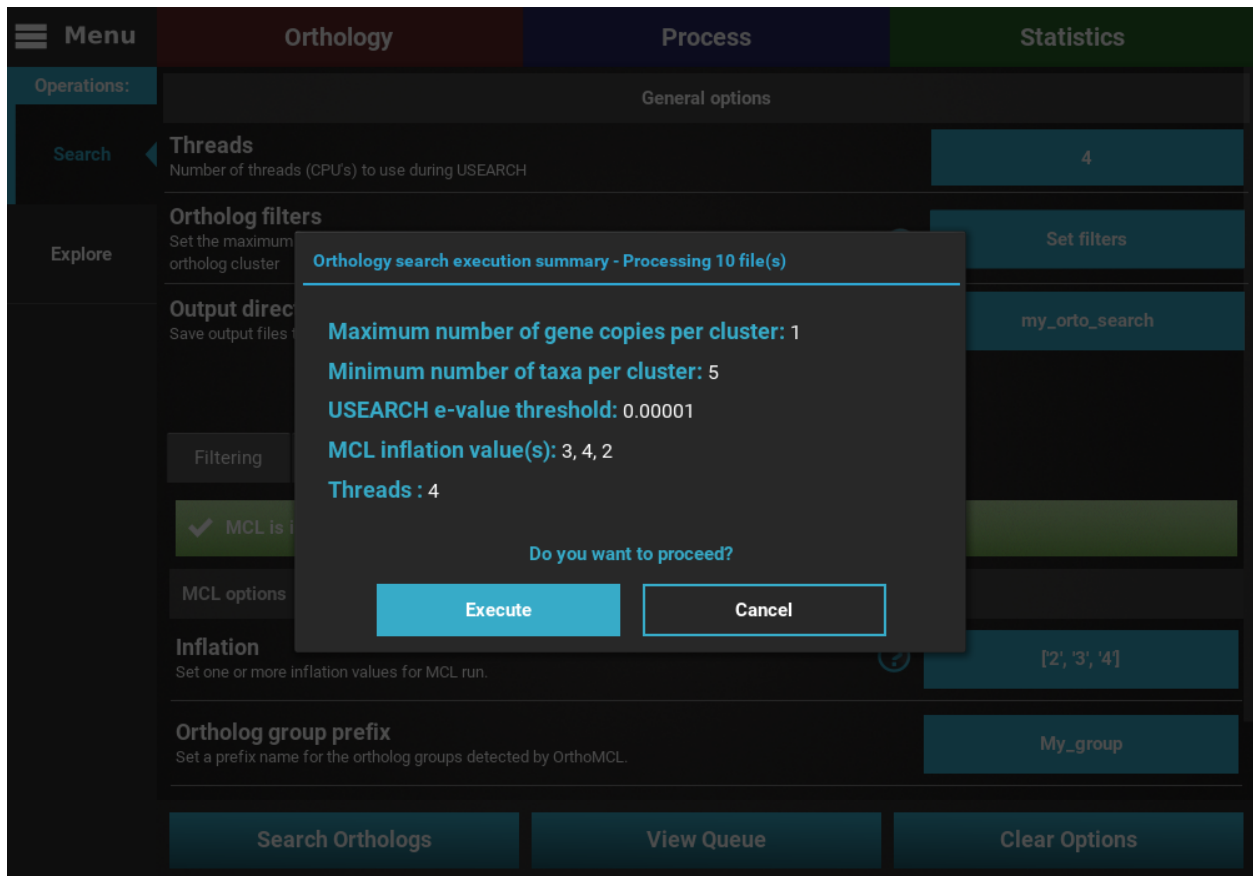 Menu
Orthology
Process
Statistics
Operations:
Search
Explore
General options
Threads
Number of threads (CPU's) to use during USEARCH
4
Ortholog filters
Set the maximum
ortholog cluster
Set filters
Output direc
Save output files
my_orto_search
Orthology search execution summary - Processing 10 file(s)
Maximum number of gene copies per cluster: 1
Minimum number of taxa per cluster: 5
USEARCH e-value threshold: 0.00001
MCL inflation value(s): 3, 4, 2
Threads : 4
Do you want to proceed?
Execute
Cancel
Filtering
MCL is i
MCL options
Inflation
Set one or more inflation values for MCL run.
?
['2', '3', '4']
Ortholog group prefix
Set a prefix name for the ortholog groups detected by OrthoMCL.
My_group
Search Orthologs
View Queue
Clear Options